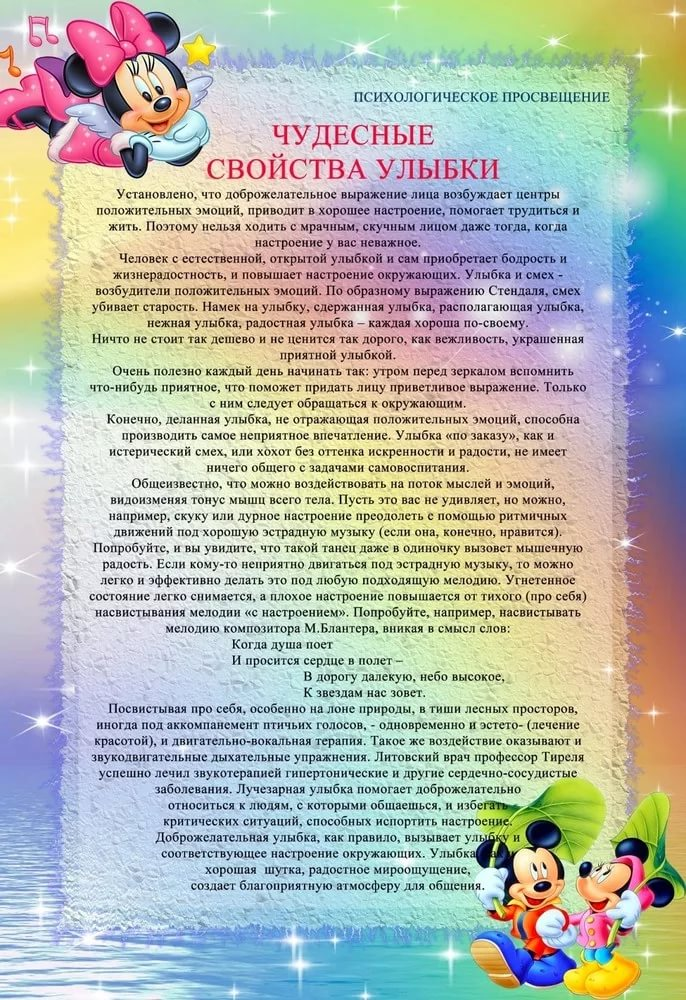 ПСИХОЛОГИЧЕСКОЕ ПРОСВЕЩЕНИЕ
ЧУДЕСНЫЕ
СВОЙСТВА УЛЫБКИ
Установлено, что доброжелательное выражение лица возбуждает центры
положительных эмоций, приводит в хорошее настроение, помогает трудиться и
жить. Поэтому нельзя ходить с мрачным, скучным лицом даже тогда, когда
настроение у вас неважное.
Человек с естественной, открытой улыбкой и сам приобретает бодрость и
жизнерадостность, и повышает настроение окружающих. Улыбка и смех -
возбудители положительных эмоций. По образному выражению Стендаля, смех
убивает старость. Намек на улыбку, сдержанная улыбка, располагающая улыбка,
нежная улыбка, радостная улыбка – каждая хороша по-своему.
Ничто не стоит так дешево и не ценится так дорого, как вежливость, украшенная
приятной улыбкой.
Очень полезно каждый день начинать так: утром перед зеркалом вспомнить
что-нибудь приятное, что поможет придать лицу приветливое выражение. Только
с ним следует обращаться к окружающим.
Конечно, деланная улыбка, не отражающая положительных эмоций, способна
производить самое неприятное впечатление. Улыбка «по заказу», как и
истерический смех, или хохот без оттенка искренности и радости, не имеет
ничего общего с задачами самовоспитания.
Общеизвестно, что можно воздействовать на поток мыслей и эмоций,
видоизменяя тонус мышц всего тела. Пусть это вас не удивляет, но можно,
например, скуку или дурное настроение преодолеть с помощью ритмичных
движений под хорошую эстрадную музыку (если она, конечно, нравится).
Попробуйте, и вы увидите, что такой танец даже в одиночку вызовет мышечную
радость. Если кому-то неприятно двигаться под эстрадную музыку, то можно
легко и эффективно делать это под любую подходящую мелодию. Угнетенное
состояние легко снимается, а плохое настроение повышается от тихого (про себя)
насвистывания мелодии «с настроением». Попробуйте, например, насвистывать
мелодию композитора М.Блантера, вникая в смысл слов:
Когда душа поет
И просится сердце в полет –
В дорогу далекую, небо высокое,
К звездам нас зовет.
Посвистывая про себя, особенно на лоне природы, в тиши лесных просторов,
иногда под аккомпанемент птичьих голосов, - одновременно и эстето- (лечение
красотой), и двигательно-вокальная терапия. Такое же воздействие оказывают и
звукодвигательные дыхательные упражнения. Литовский врач профессор Тиреля
успешно лечил звукотерапией гипертонические и другие сердечно-сосудистые
заболевания. Лучезарная улыбка помогает доброжелательно
относиться к людям, с которыми общаешься, и избегать
критических ситуаций, способных испортить настроение.
Доброжелательная улыбка, как правило, вызывает улыбку и
соответствующее настроение окружающих. Улыбка, как и
хорошая шутка, радостное мироощущение,
создает благоприятную атмосферу для общения.